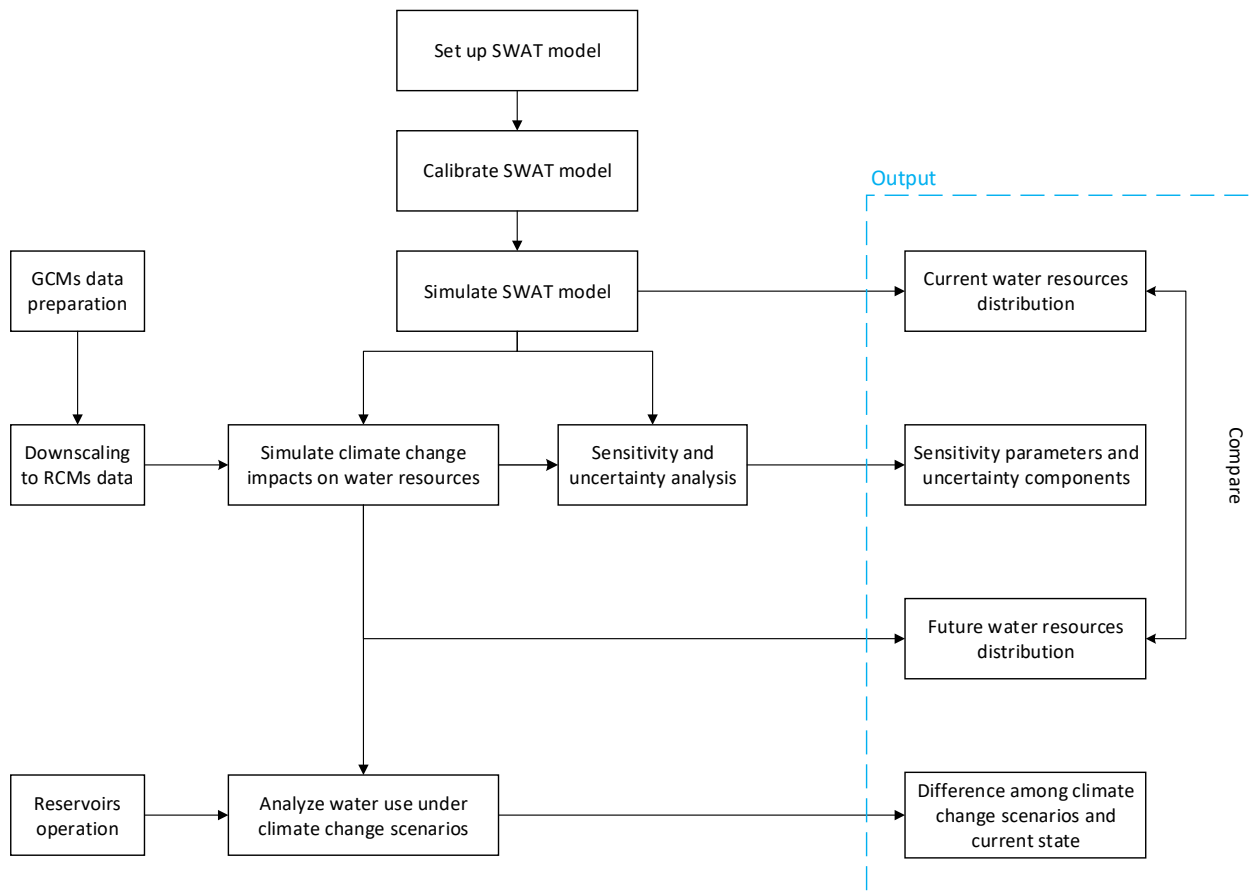 Set up SWAT model
Calibrate SWAT model
Output
GCMs data
preparation
Simulate SWAT model
Current water resources
distribution
Downscaling
to RCMs data
Simulate climate change
impacts on water resources
Sensitivity and
uncertainty analysis
Sensitivity parameters and
uncertainty components
Compare
Future water resources
distribution
Reservoirs
operation
Analyze water use under
climate change scenarios
Difference among climate
change scenarios and
current state